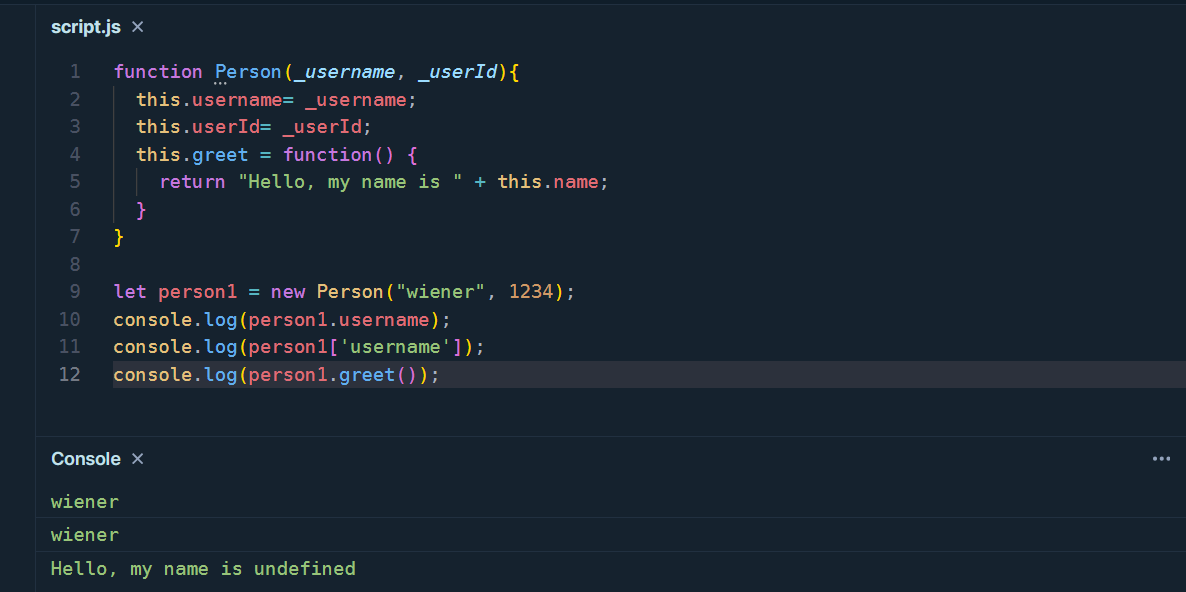 script.js ×
1 function Person(_username, _userId){
2   this.username= _username;
3   this.userId= _userId;
4   this.greet = function() {
5     return "Hello, my name is " + this.name;
6   }
7 }
8
9 let person1 = new Person("wiener", 1234);
10 console.log(person1.username);
11 console.log(person1['username']);
12 console.log(person1.greet());
Console ×
wiener
wiener
Hello, my name is undefined